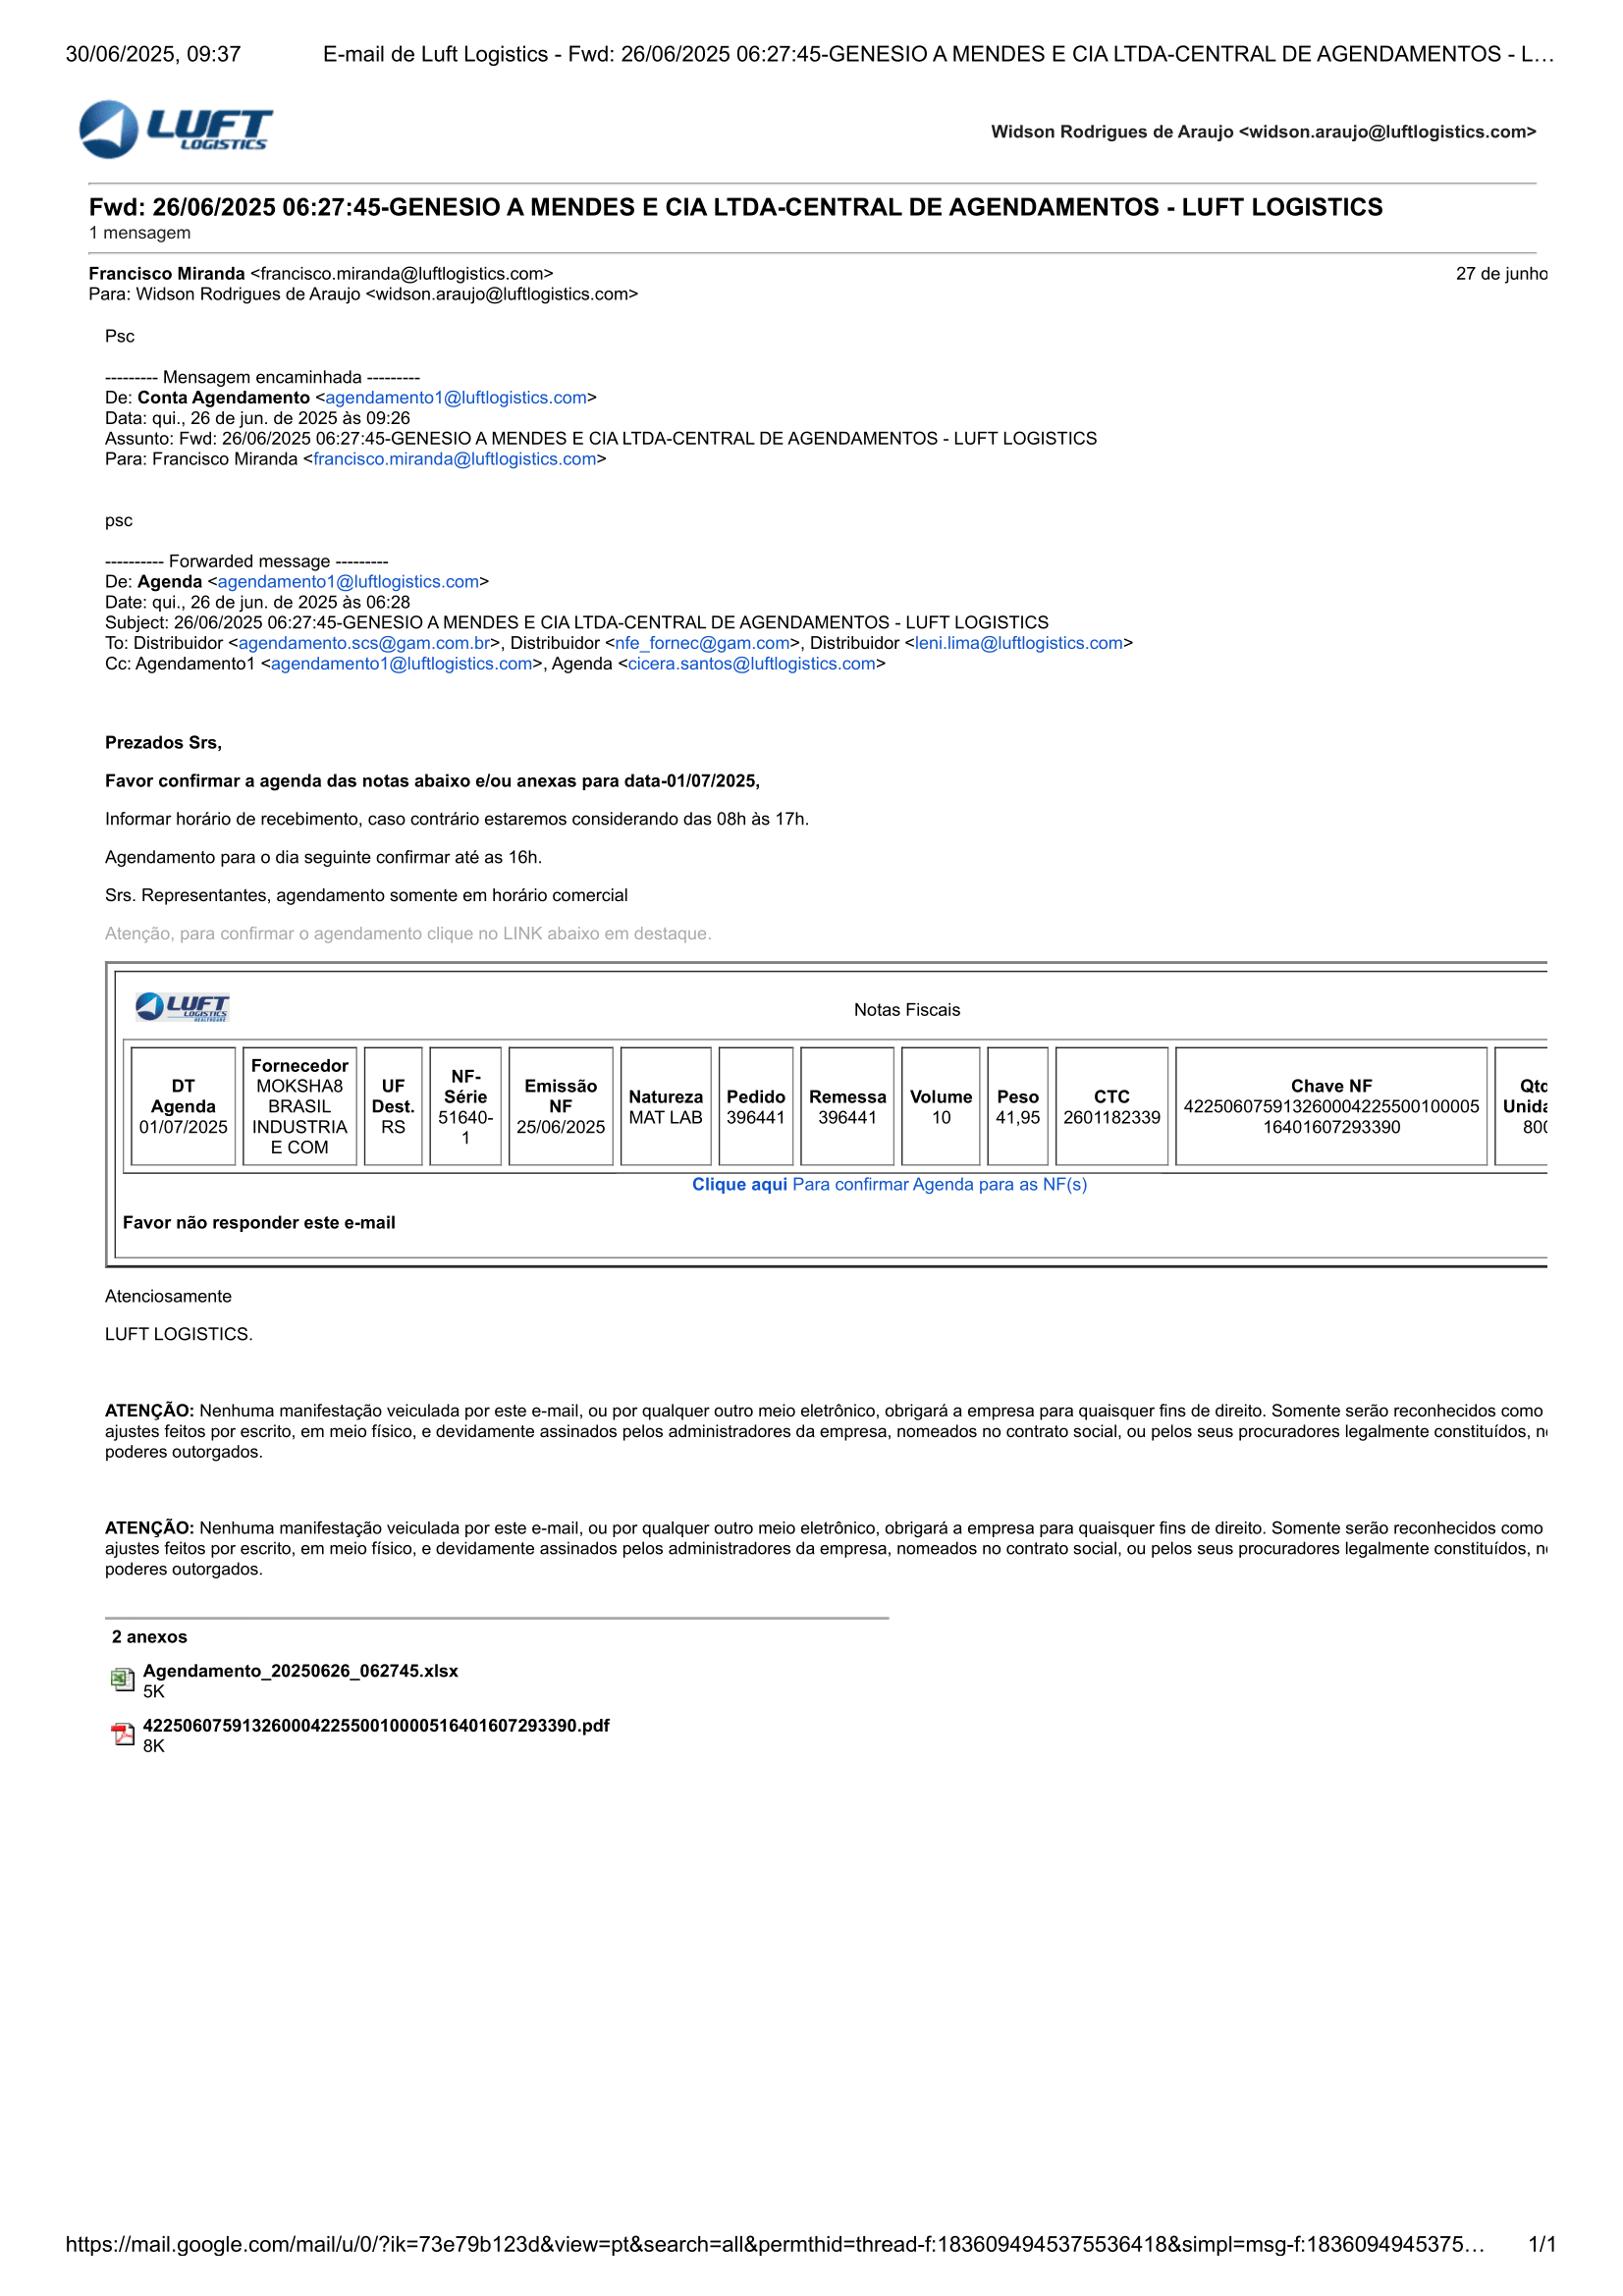 30/06/2025, 09:37 E-mail de Luft Logistics - Fwd: 26/06/2025 06:27:45-GENESIO A MENDES E CIA LTDA-CENTRAL DE AGENDAMENTOS - L…
LUFT
LOGISTICS
Widson Rodrigues de Araujo <widson.araujo@luftlogistics.com>
Fwd: 26/06/2025 06:27:45-GENESIO A MENDES E CIA LTDA-CENTRAL DE AGENDAMENTOS - LUFT LOGISTICS
1 mensagem
Francisco Miranda <francisco.miranda@luftlogistics.com> 27 de junho
Para: Widson Rodrigues de Araujo <widson.araujo@luftlogistics.com>
Psc
--------- Mensagem encaminhada ---------
De: Conta Agendamento <agendamento1@luftlogistics.com>
Data: qui., 26 de jun. de 2025 às 09:26
Assunto: Fwd: 26/06/2025 06:27:45-GENESIO A MENDES E CIA LTDA-CENTRAL DE AGENDAMENTOS - LUFT LOGISTICS
Para: Francisco Miranda <francisco.miranda@luftlogistics.com>
psc
---------- Forwarded message ---------
De: Agenda <agendamento1@luftlogistics.com>
Date: qui., 26 de jun. de 2025 às 06:28
Subject: 26/06/2025 06:27:45-GENESIO A MENDES E CIA LTDA-CENTRAL DE AGENDAMENTOS - LUFT LOGISTICS
To: Distribuidor <agendamento.scs@gam.com.br>, Distribuidor <nfe_fornec@gam.com>, Distribuidor <leni.lima@luftlogistics.com>
Cc: Agendamento1 <agendamento1@luftlogistics.com>, Agenda <cicera.santos@luftlogistics.com>
Prezados Srs,
Favor confirmar a agenda das notas abaixo e/ou anexas para data-01/07/2025,
Informar horário de recebimento, caso contrário estaremos considerando das 08h às 17h.
Agendamento para o dia seguinte confirmar até as 16h.
Srs. Representantes, agendamento somente em horário comercial
Atenção, para confirmar o agendamento clique no LINK abaixo em destaque.
LUFT
LOGISTICS
HEALTHCARE
Notas Fiscais
DT
Agenda
01/07/2025
Fornecedor
MOKSHA8
BRASIL
INDUSTRIA
E COM
UF
Dest.
RS
NF-
Série
51640-
1
Emissão
NF
25/06/2025
Natureza
MAT LAB
Pedido
396441
Remessa
396441
Volume
10
Peso
41,95
CTC
2601182339
Chave NF
422506075913260004225500100005
16401607293390
Qtd
Unida
800
Clique aqui Para confirmar Agenda para as NF(s)
Favor não responder este e-mail
Atenciosamente
LUFT LOGISTICS.
ATENÇÃO: Nenhuma manifestação veiculada por este e-mail, ou por qualquer outro meio eletrônico, obrigará a empresa para quaisquer fins de direito. Somente serão reconhecidos como
ajustes feitos por escrito, em meio físico, e devidamente assinados pelos administradores da empresa, nomeados no contrato social, ou pelos seus procuradores legalmente constituídos,
poderes outorgados.
ATENÇÃO: Nenhuma manifestação veiculada por este e-mail, ou por qualquer outro meio eletrônico, obrigará a empresa para quaisquer fins de direito. Somente serão reconhecidos como
ajustes feitos por escrito, em meio físico, e devidamente assinados pelos administradores da empresa, nomeados no contrato social, ou pelos seus procuradores legalmente constituídos,
poderes outorgados.
2 anexos
Agendamento_20250626_062745.xlsx
5K
42250607591326000422550010000516401607293390.pdf
8K
https://mail.google.com/mail/u/0/?ik=73e79b123d&view=pt&search=all&permthid=thread-f:1836094945375536418&simpl=msg-f:1836094945375… 1/1